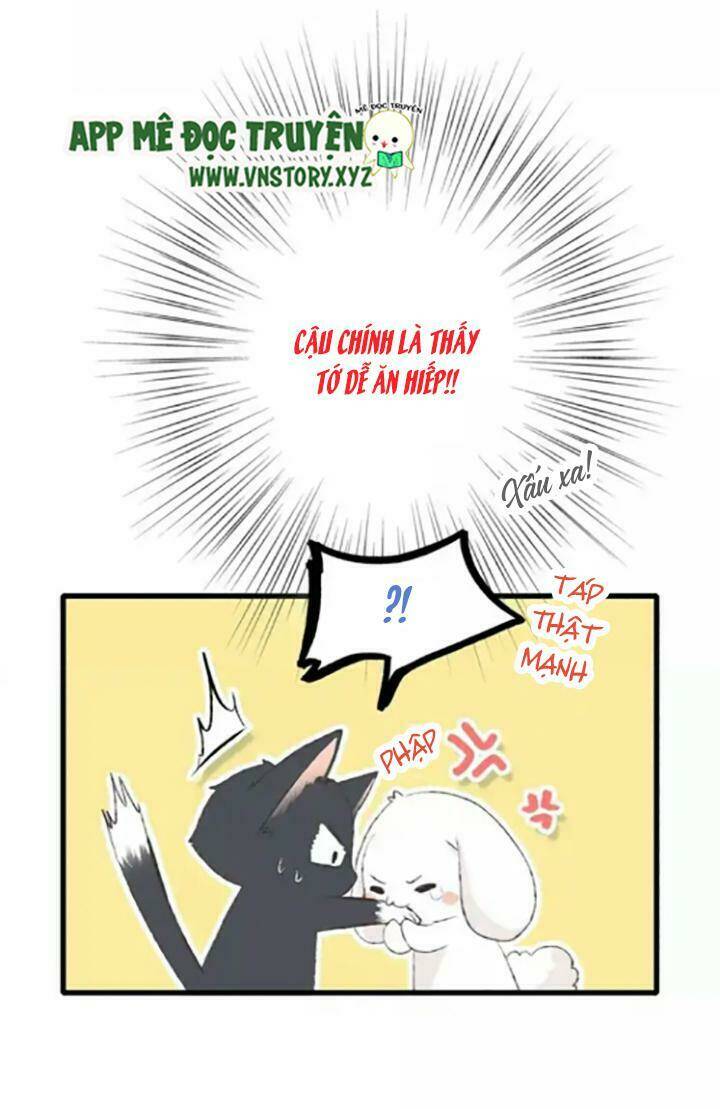 MÊ ĐỌC TRUYỆN
APP MÊ ĐỌC TRUYỆN
WWW.VNSTORY.XYZ
CẬU CHÍNH LÀ THẤY
TỚ DỄ ĂN HIẾP!!
Xấu xa!
?!
TÁP
THẬT
MẠNH
PHẬP